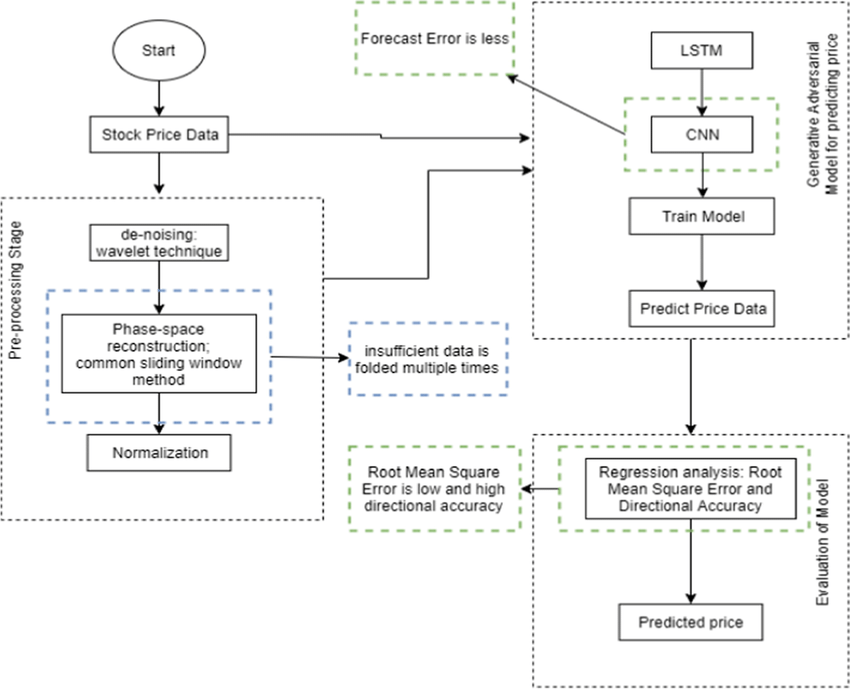 Start
Stock Price Data
Pre-processing Stage
de-noising:
wavelet technique
Phase-space
reconstruction;
common sliding window
method
Normalization
insufficient data is
folded multiple times
Forecast Error is less
LSTM
CNN
Train Model
Predict Price Data
Generative Adversarial
Model for predicting price
Root Mean Square
Error is low and high
directional accuracy
Regression analysis: Root
Mean Square Error and
Directional Accuracy
Predicted price
Evaluation of Model